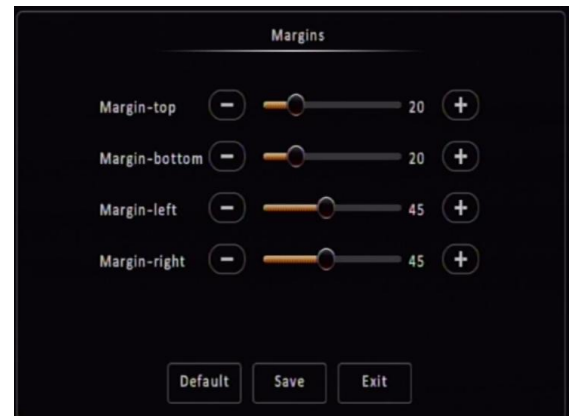 Margins
Margin-top - 20 +
Margin-bottom - 20 +
Margin-left - 45 +
Margin-right - 45 +
Default Save Exit